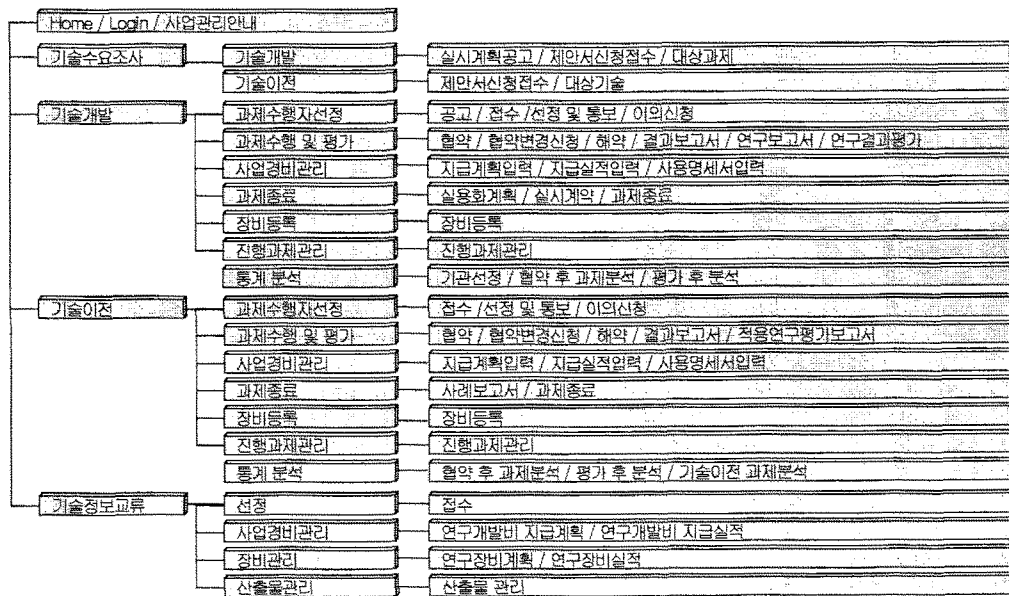 Home / Login / 사업관리안내
기술수요조사 기술개발 실시계획공고 / 제안서신청접수 / 대상과제
기술이전 제안서신청접수 / 대상기술
기술개발 과제수행자선정 공고 / 접수 /선정 및 통보 / 이의신청
과제수행 및 평가 협약 / 협약변경신청 / 해약 / 결과보고서 / 연구보고서 / 연구결과평가
사업경비관리 지급계획입력 / 지급실적입력 / 사용명세서입력
과제종료 실용화계획 / 실시계약 / 과제종료
장비등록 장비등록
진행과제관리 진행과제관리
통계 분석 기관선정 / 협약 후 과제분석 / 평가 후 분석
기술이전 과제수행자선정 접수 /선정 및 통보 / 이의신청
과제수행 및 평가 협약 / 협약변경신청 / 해약 / 결과보고서 / 적용연구평가보고서
사업경비관리 지급계획입력 / 지급실적입력 / 사용명세서입력
과제종료 사례보고서 / 과제종료
장비등록 장비등록
진행과제관리 진행과제관리
통계 분석 협약 후 과제분석 / 평가 후 분석 / 기술이전 과제분석
기술정보교류 선정 접수
사업경비관리 연구개발비 지급계획 / 연구개발비 지급실적
장비관리 연구장비계획 / 연구장비실적
산출물관리 산출물 관리